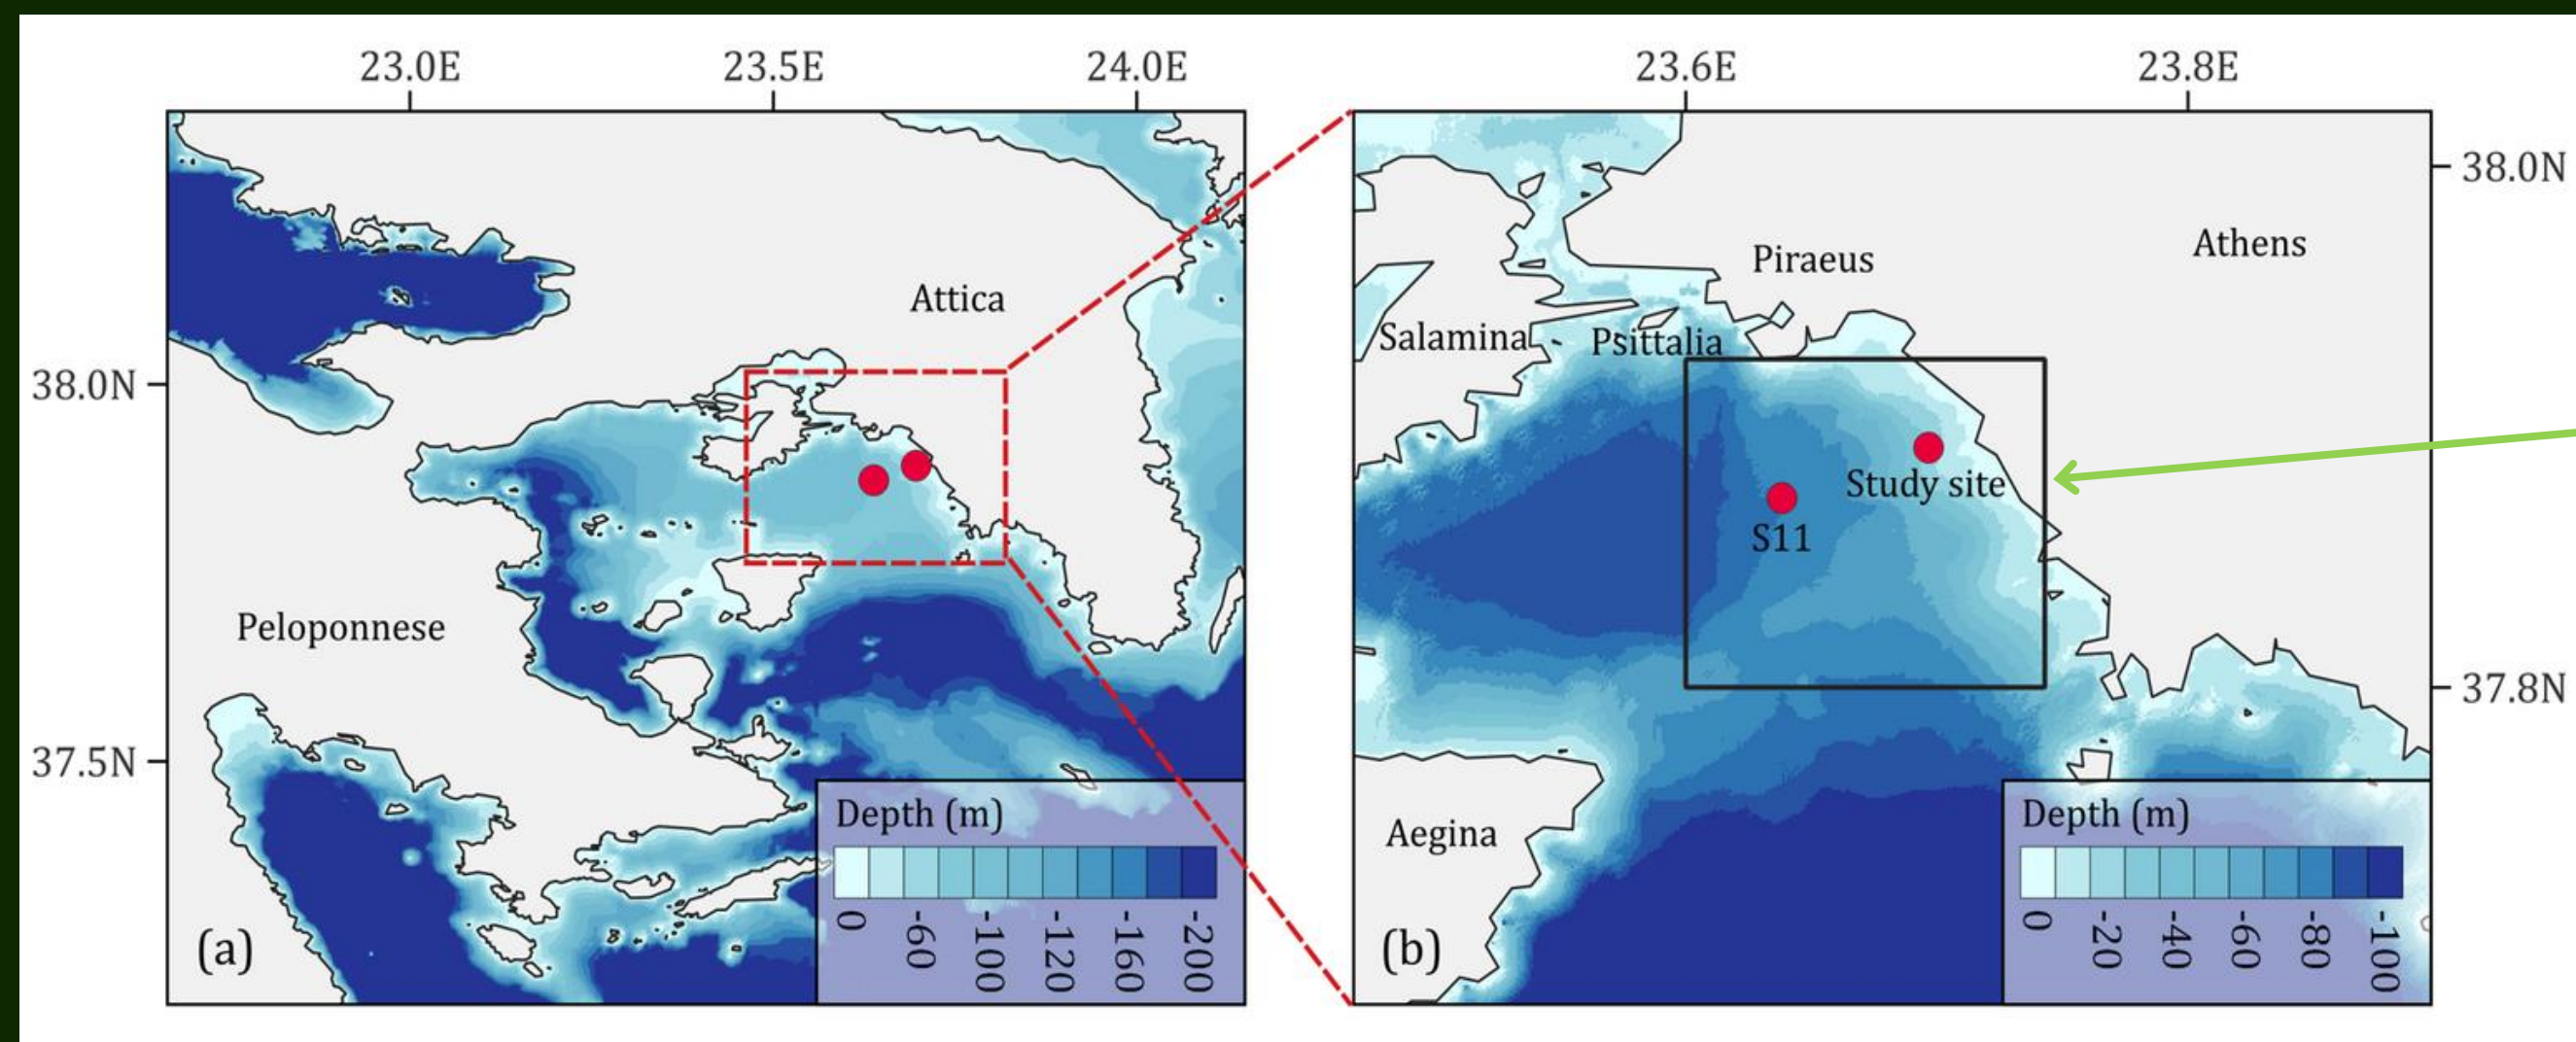 23.0E 23.5E 24.0E
38.0N
37.5N
Attica
Peloponnese
Depth (m)
0 -60 -100 -120 -160 -200
(a)
23.6E 23.8E
38.0N
37.8N
Piraeus
Athens
Salamina
Psittalia
Study site
S11
Aegina
Depth (m)
0 -20 -40 -60 -80 -100
(b)